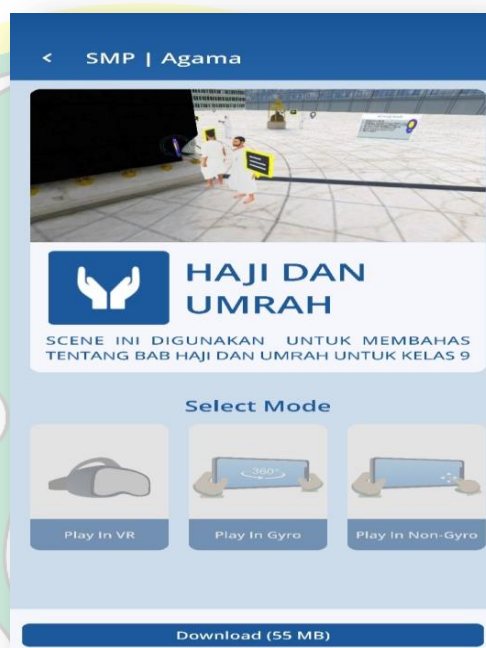 < SMP | Agama
HAJI DAN
UMRAH
SCENE INI DIGUNAKAN UNTUK MEMBAHAS
TENTANG BAB HAJI DAN UMRAH UNTUK KELAS 9
Select Mode
360°
Play In VR Play In Gyro Play In Non-Gyro
Download (55 MB)